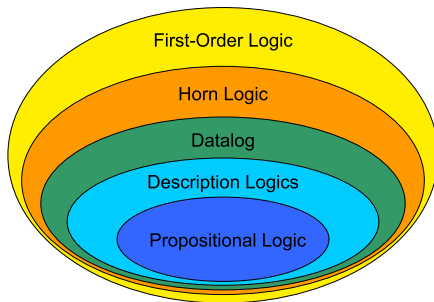 First-Order Logic
Horn Logic
Datalog
Description Logics
Propositional Logic